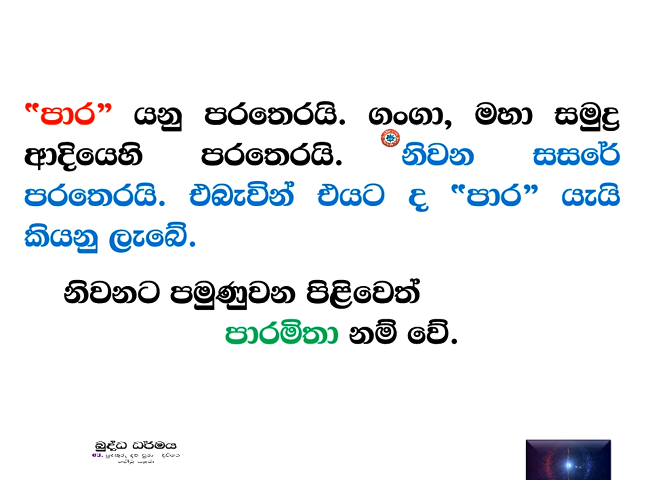 “පාර” යනු පරතෙරයි. ගංගා, මහා සමුද්‍ර
ආදියෙහි පරතෙරයි. නිවන සසරේ
පරතෙරයි. එබැවින් එයට ද “පාර” යැයි
කියනු ලැබේ.
නිවනට පමුණුවන පිළිවෙත්
පාරමිතා නම් වේ.
බුද්ධ ධර්මය
03.